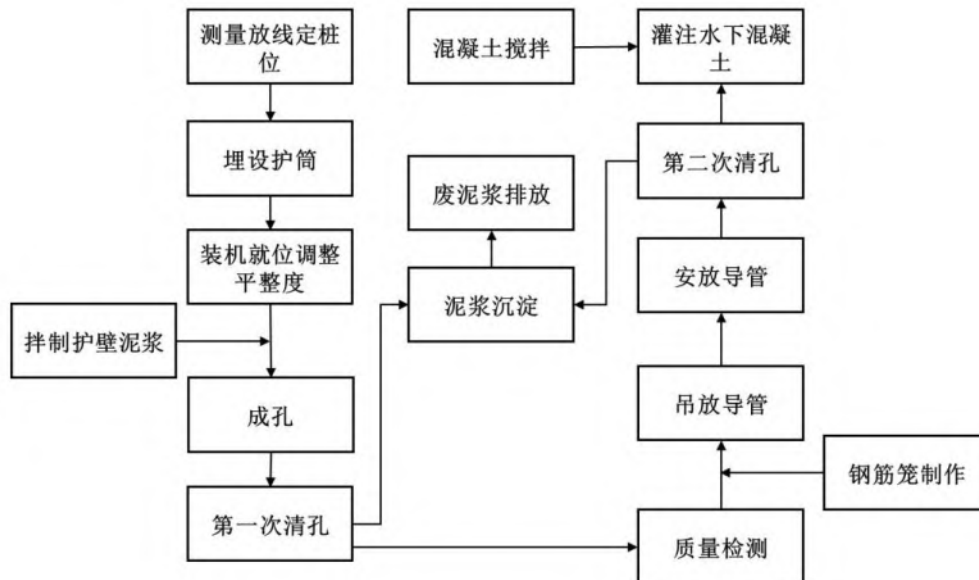 测量放线定桩
位
埋设护筒
装机就位调整
平整度
拌制护壁泥浆
成孔
第一次清孔
混凝土搅拌
废泥浆排放
泥浆沉淀
灌注水下混凝
土
第二次清孔
安放导管
吊放导管
钢筋笼制作
质量检测